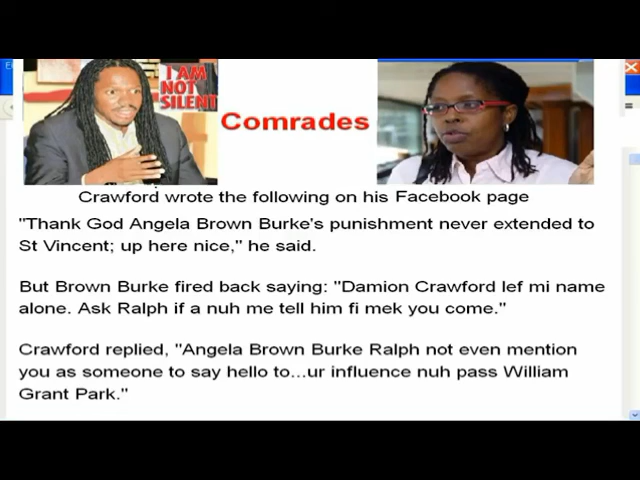 I AM
NOT
SILENT
Comrades
Crawford wrote the following on his Facebook page
"Thank God Angela Brown Burke's punishment never extended to
St Vincent; up here nice," he said.
But Brown Burke fired back saying: "Damion Crawford lef mi name
alone. Ask Ralph if a nuh me tell him fi mek you come."
Crawford replied, "Angela Brown Burke Ralph not even mention
you as someone to say hello to...ur influence nuh pass William
Grant Park."